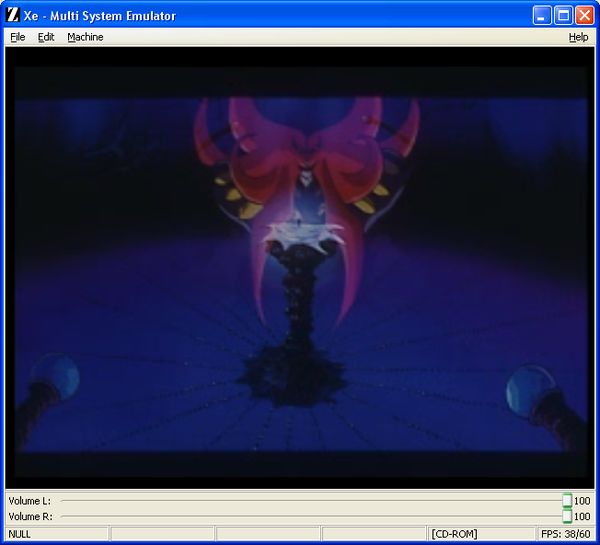 Z Xe - Multi System Emulator
File Edit Machine Help
Volume L: 100
Volume R: 100
NULL [CD-ROM] FPS: 38/60